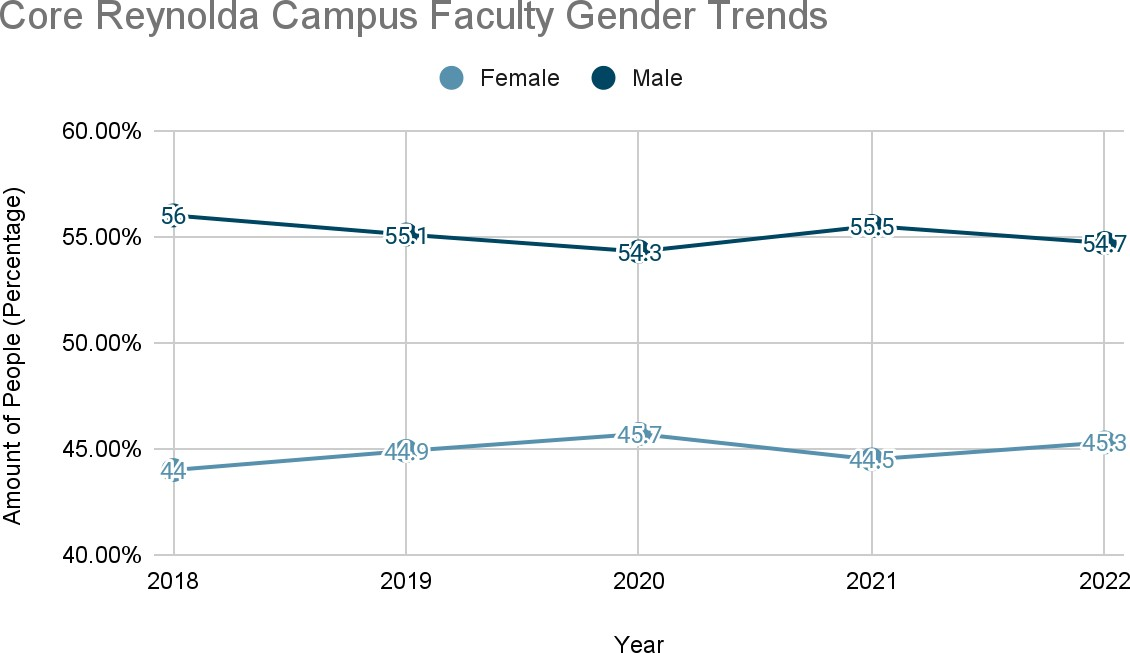 Core Reynolda Campus Faculty Gender Trends
Female Male
Amount of People (Percentage)
60.00%
55.00%
50.00%
45.00%
40.00%
56 55.1 54.3 55.5 54.7
44 44.9 45.7 44.5 45.3
2018 2019 2020 2021 2022
Year